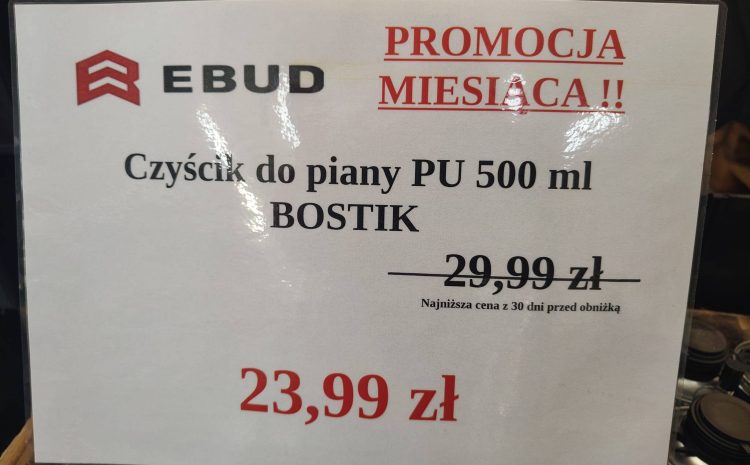 EBUD
PROMOCJA
MIESIĄCA !!
Czyścik do piany PU 500 ml
BOSTIK
29,99 zł
Najniższa cena z 30 dni przed obniżką
23,99 zł